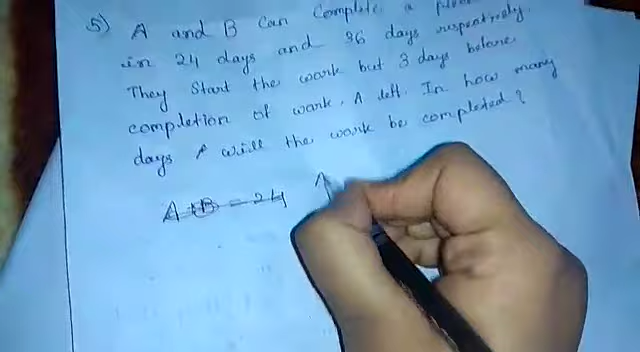 5) A and B can complete a
in 24 days and 36 days respectively.
They start the work but 3 days before
completion of work, A left. In how many
days will the work be completed?
A+B = 24 A